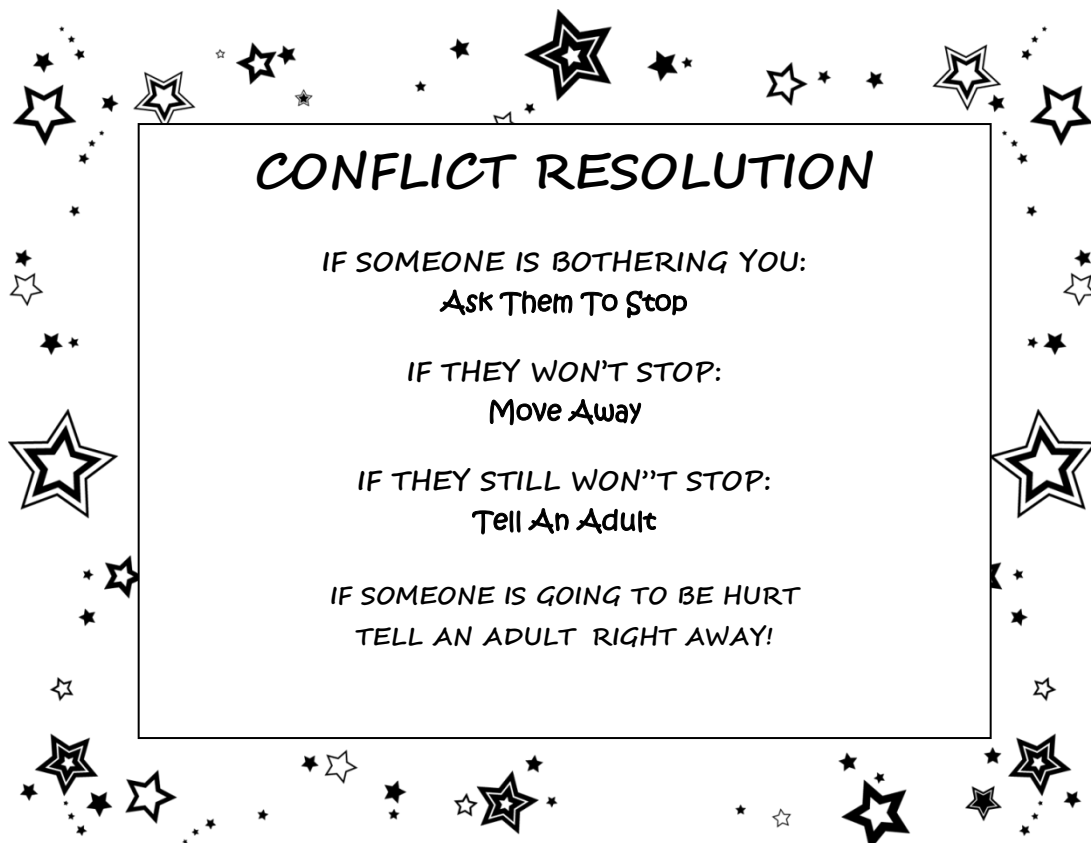 CONFLICT RESOLUTION
IF SOMEONE IS BOTHERING YOU:
Ask Them To Stop
IF THEY WON'T STOP:
Move Away
IF THEY STILL WON''T STOP:
Tell An Adult
IF SOMEONE IS GOING TO BE HURT
TELL AN ADULT RIGHT AWAY!